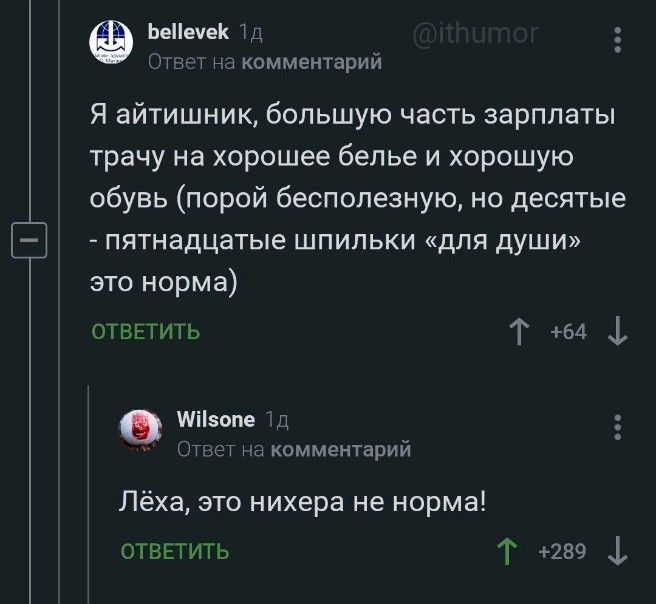 bellevek 1д
@ithumor
Ответ на комментарий
Я айтишник, большую часть зарплаты
трачу на хорошее белье и хорошую
обувь (порой бесполезную, но десятые
- пятнадцатые шпильки «для души»
это норма)
ОТВЕТИТЬ
+64
Wilsone 1д
Ответ на комментарий
Лёха, это нихера не норма!
ОТВЕТИТЬ
+289